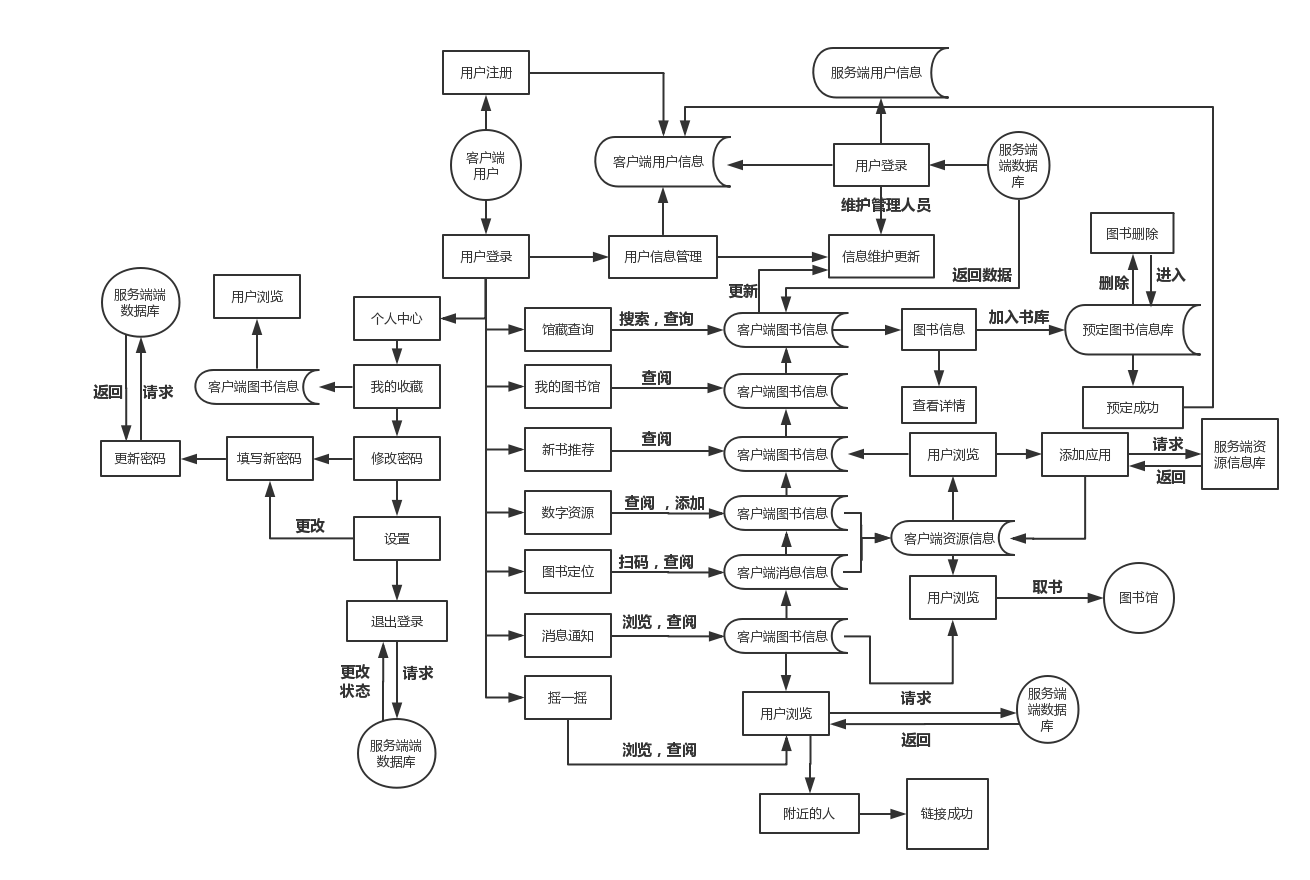 用户注册
服务端用户信息
客户端
用户
客户端用户信息
用户登录
服务端
端数据
库
维护管理人员
用户登录
用户信息管理
信息维护更新
图书删除
返回数据
删除
进入
服务端端
数据库
用户浏览
个人中心
更新
馆藏查询
搜索，查询
客户端图书信息
图书信息
加入书库
预定图书信息库
返回
请求
客户端图书信息
我的收藏
我的图书馆
查阅
客户端图书信息
查看详情
预定成功
更新密码
填写新密码
修改密码
新书推荐
查阅
客户端图书信息
用户浏览
添加应用
请求
返回
服务端资
源信息库
更改
设置
数字资源
查阅 ，添加
客户端图书信息
客户端资源信息
图书定位
扫码，查阅
客户端消息信息
用户浏览
取书
图书馆
退出登录
消息通知
浏览，查阅
客户端图书信息
更改
状态
请求
摇一摇
用户浏览
请求
返回
服务端
端数据
库
服务端端
数据库
浏览，查阅
附近的人
链接成功